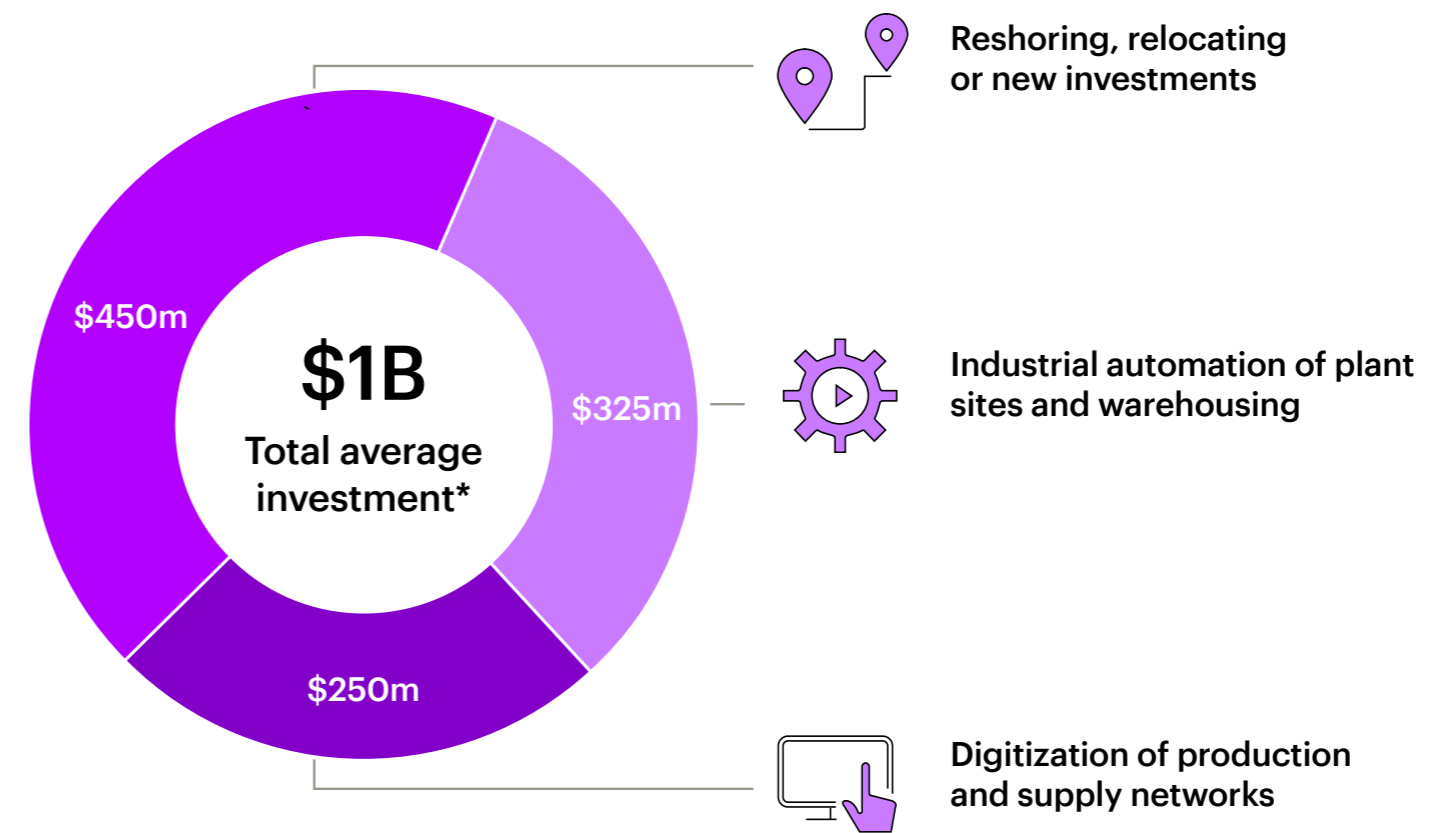 Reshoring, relocating
or new investments
$450m
$1B
Total average
investment*
$325m
Industrial automation of plant
sites and warehousing
$250m
Digitization of production
and supply networks